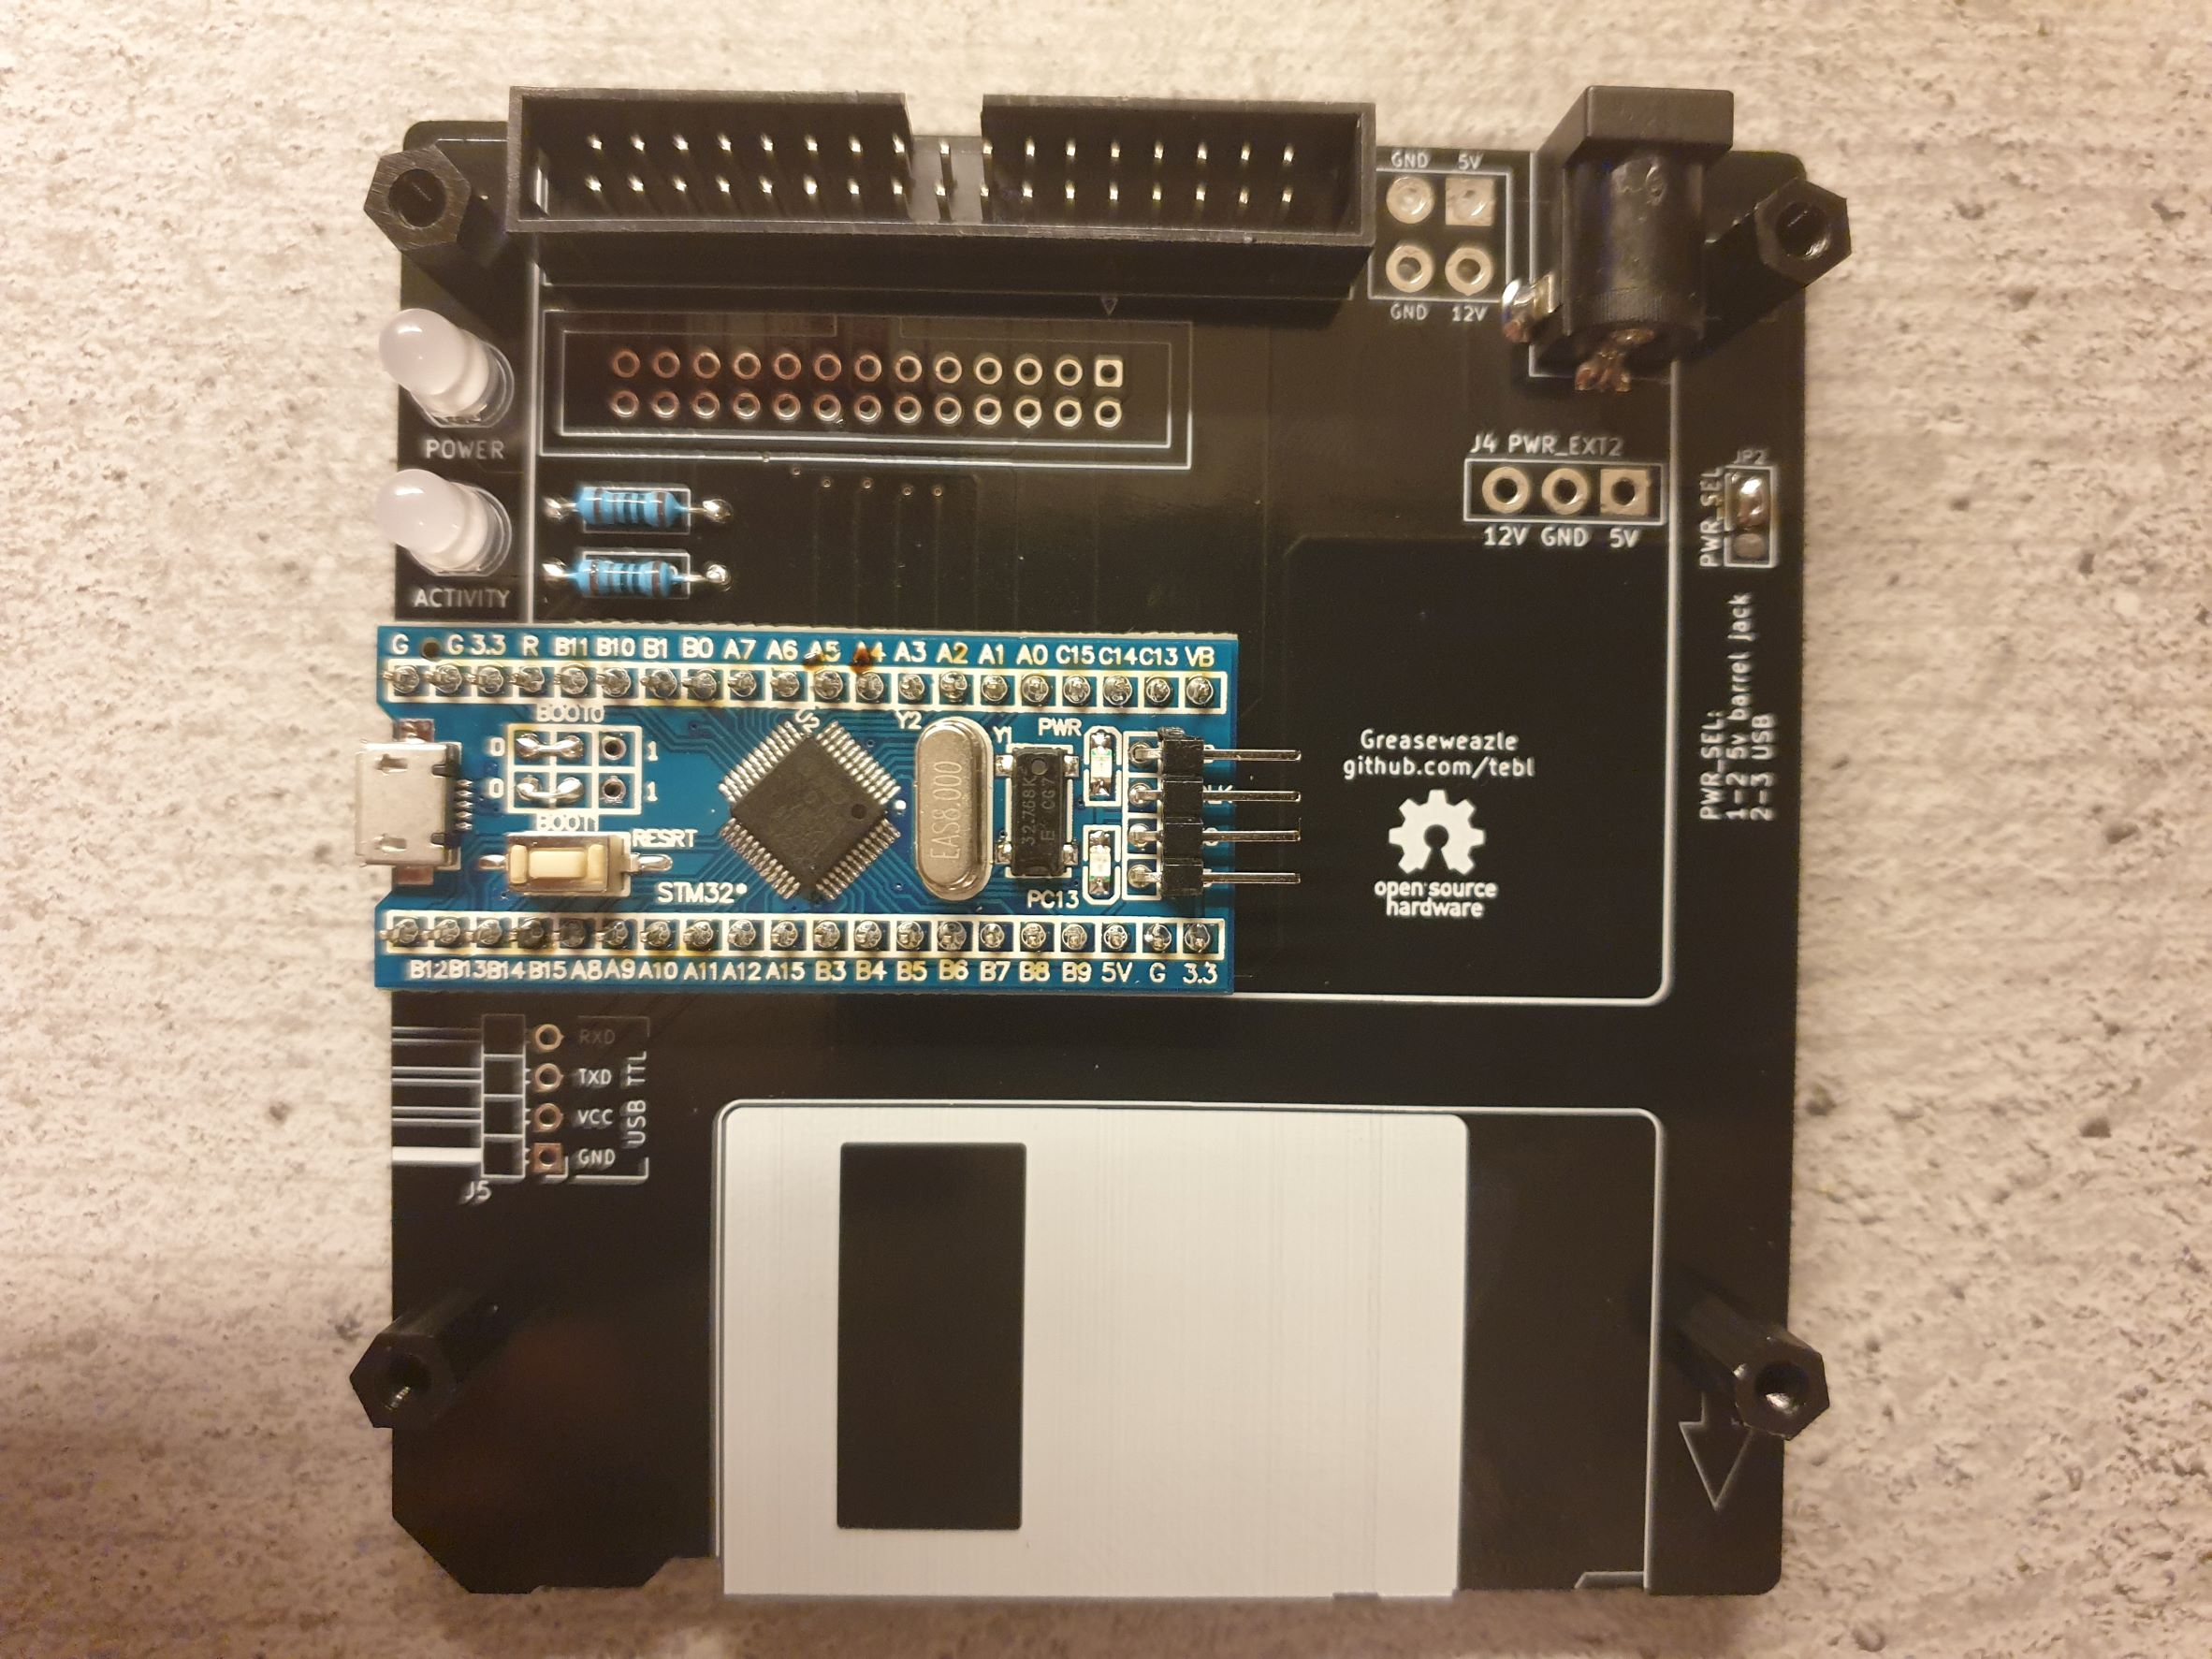 GND 5V
GND 12V
POWER
J4 PWR_EXT2
12V GND 5V
JP2
PWR_SEL
ACTIVITY
PWR_SEL:
1-2 5v barrel jack
2-3 USB
G G 3.3 R B11 B10 B1 B0 A7 A6 A5 A4 A3 A2 A1 A0 C15 C14 C13 VB
BOOT0
0 1
0 1
BOOT
RESRT
STM32
U2
Y2
EAS8.000
Y1
32.768K
PWR
PC13
B12 B13 B14 B15 A8 A9 A10 A11 A12 A15 B3 B4 B5 B6 B7 B8 B9 5V G 3.3
Greaseweazle
github.com/tebl
open source
hardware
RXD
TXD
VCC
GND
USB TTL
J5